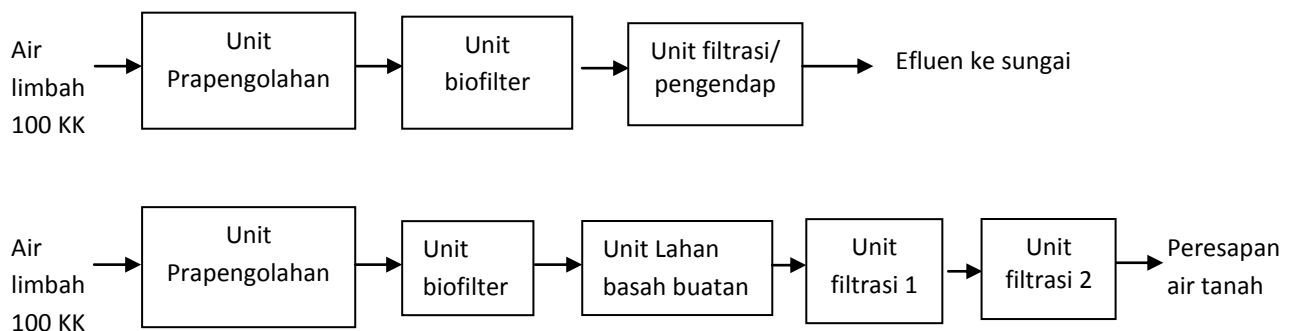 Air
limbah
100 KK
Unit
Prapengolahan
Unit
biofilter
Unit filtrasi/
pengendap
Efluen ke sungai
Air
limbah
100 KK
Unit
Prapengolahan
Unit
biofilter
Unit Lahan
basah buatan
Unit
filtrasi 1
Unit
filtrasi 2
Peresapan
air tanah